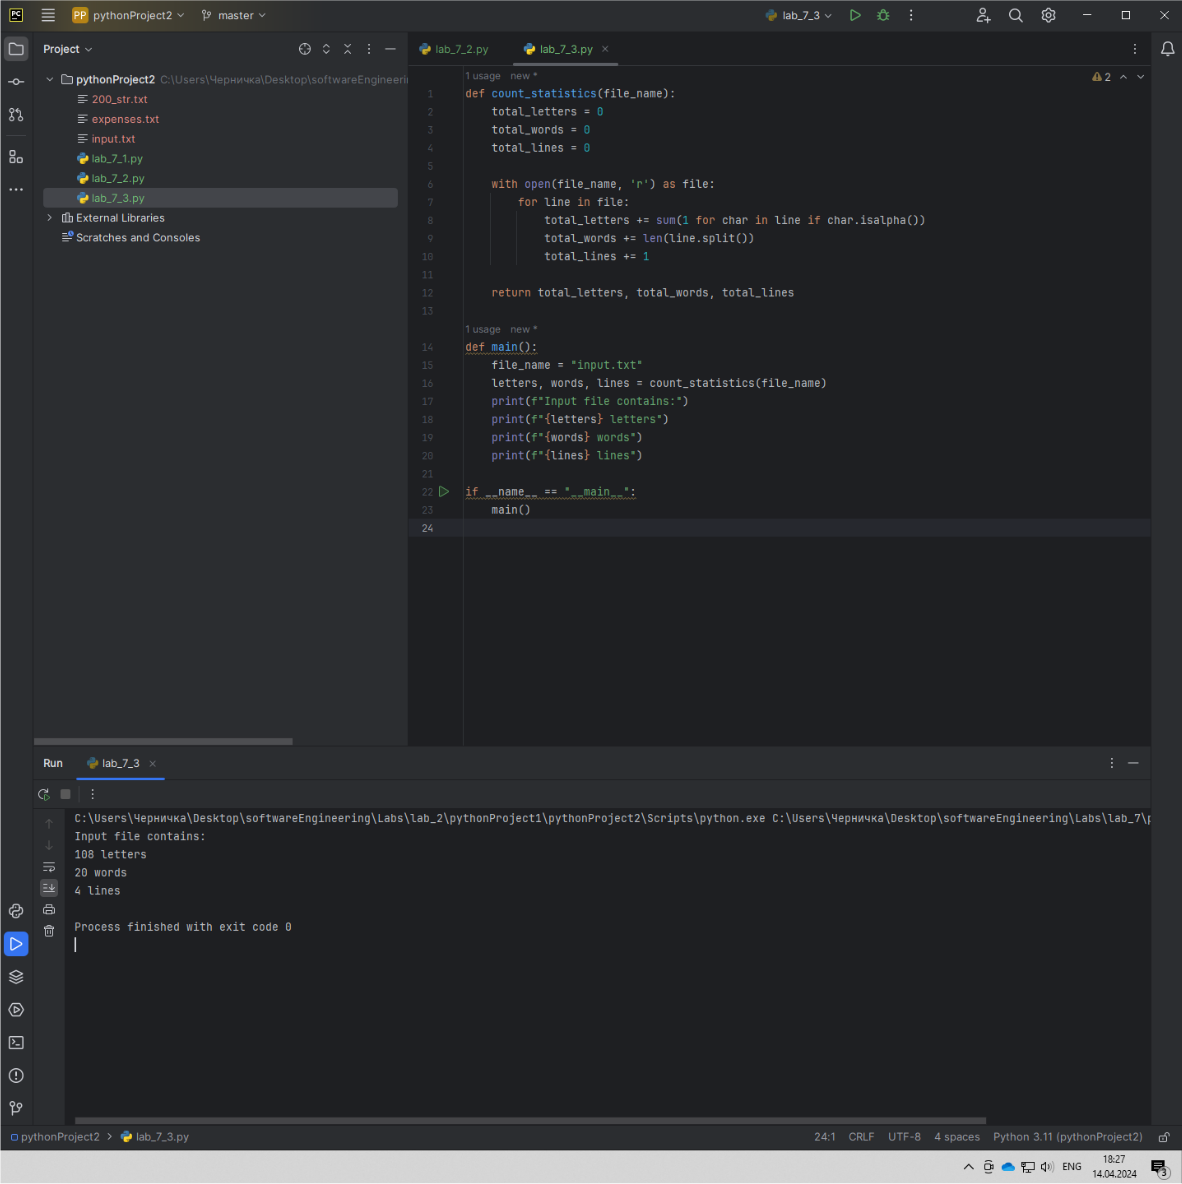 PC
PP pythonProject2 master lab_7_3
Project
lab_7_2.py lab_7_3.py
pythonProject2 C:\Users\Черничка\Desktop\softwareEngineeri
200_str.txt
expenses.txt
input.txt
lab_7_1.py
lab_7_2.py
lab_7_3.py
External Libraries
Scratches and Consoles
1 usage new *
2
1 def count_statistics(file_name):
2 total_letters = 0
3 total_words = 0
4 total_lines = 0
5
6 with open(file_name, 'r') as file:
7 for line in file:
8 total_letters += sum(1 for char in line if char.isalpha())
9 total_words += len(line.split())
10 total_lines += 1
11
12 return total_letters, total_words, total_lines
13
1 usage new *
14 def main():
15 file_name = "input.txt"
16 letters, words, lines = count_statistics(file_name)
17 print(f"Input file contains:")
18 print(f"{letters} letters")
19 print(f"{words} words")
20 print(f"{lines} lines")
21
22 if __name__ == "__main__":
23 main()
24
Run lab_7_3
C:\Users\Черничка\Desktop\softwareEngineering\Labs\lab_2\pythonProject1\pythonProject2\Scripts\python.exe C:\Users\Черничка\Desktop\softwareEngineering\Labs\lab_7\p
Input file contains:
108 letters
20 words
4 lines
Process finished with exit code 0
pythonProject2 > lab_7_3.py 24:1 CRLF UTF-8 4 spaces Python 3.11 (pythonProject2)
ENG 18:27
14.04.2024 3